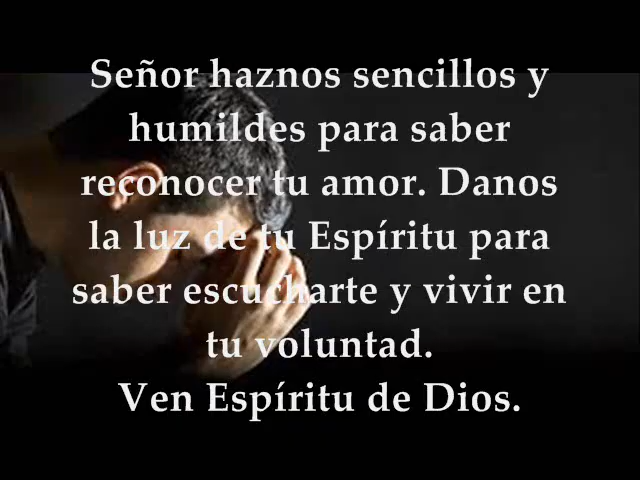 Señor haznos sencillos y
humildes para saber
reconocer tu amor. Danos
la luz de tu Espíritu para
saber escucharte y vivir en
tu voluntad.
Ven Espíritu de Dios.